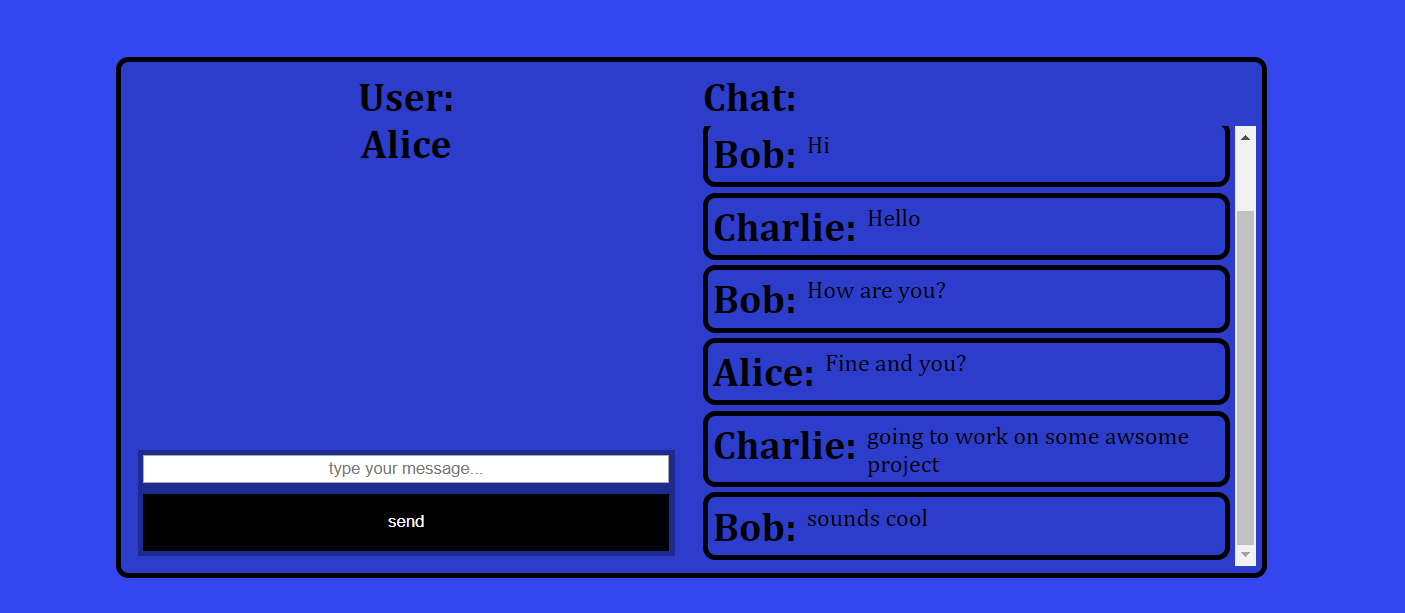 User:
Alice
type your message...
send
Chat:
Bob: Hi
Charlie: Hello
Bob: How are you?
Alice: Fine and you?
Charlie: going to work on some awsome
project
Bob: sounds cool